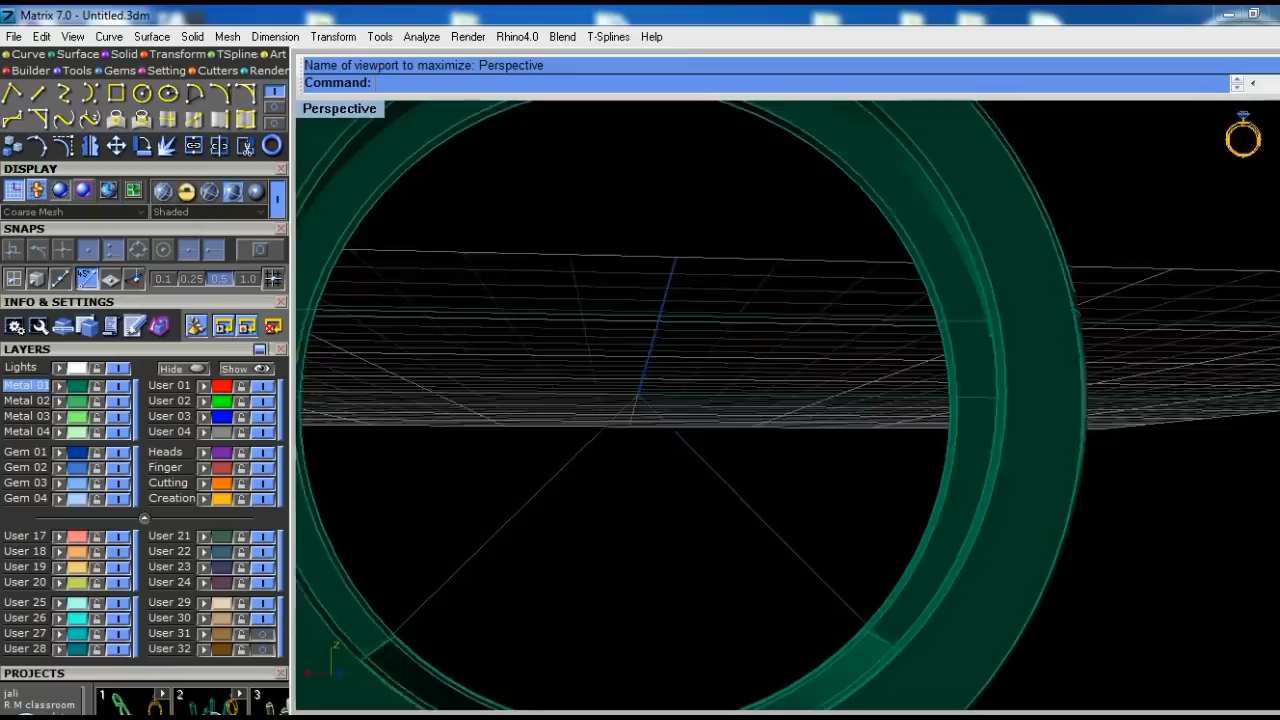 Matrix 7.0 - Untitled.3dm
File Edit View Curve Surface Solid Mesh Dimension Transform Tools Analyze Render Rhino4.0 Blend T-Splines Help
Curve Surface Solid Transform TSpline Art
Builder Tools Gems Setting Cutters Render
Name of viewport to maximize: Perspective
Command:
Perspective
DISPLAY
Coarse Mesh Shaded
SNAPS
45° 0.1 0.25 0.5 1.0
INFO & SETTINGS
LAYERS
Lights Hide Show
Metal 01 User 01
Metal 02 User 02
Metal 03 User 03
Metal 04 User 04
Gem 01 Heads
Gem 02 Finger
Gem 03 Cutting
Gem 04 Creation
User 17 User 21
User 18 User 22
User 19 User 23
User 20 User 24
User 25 User 29
User 26 User 30
User 27 User 31
User 28 User 32
PROJECTS
jali 1 2 3
R M classroom
z